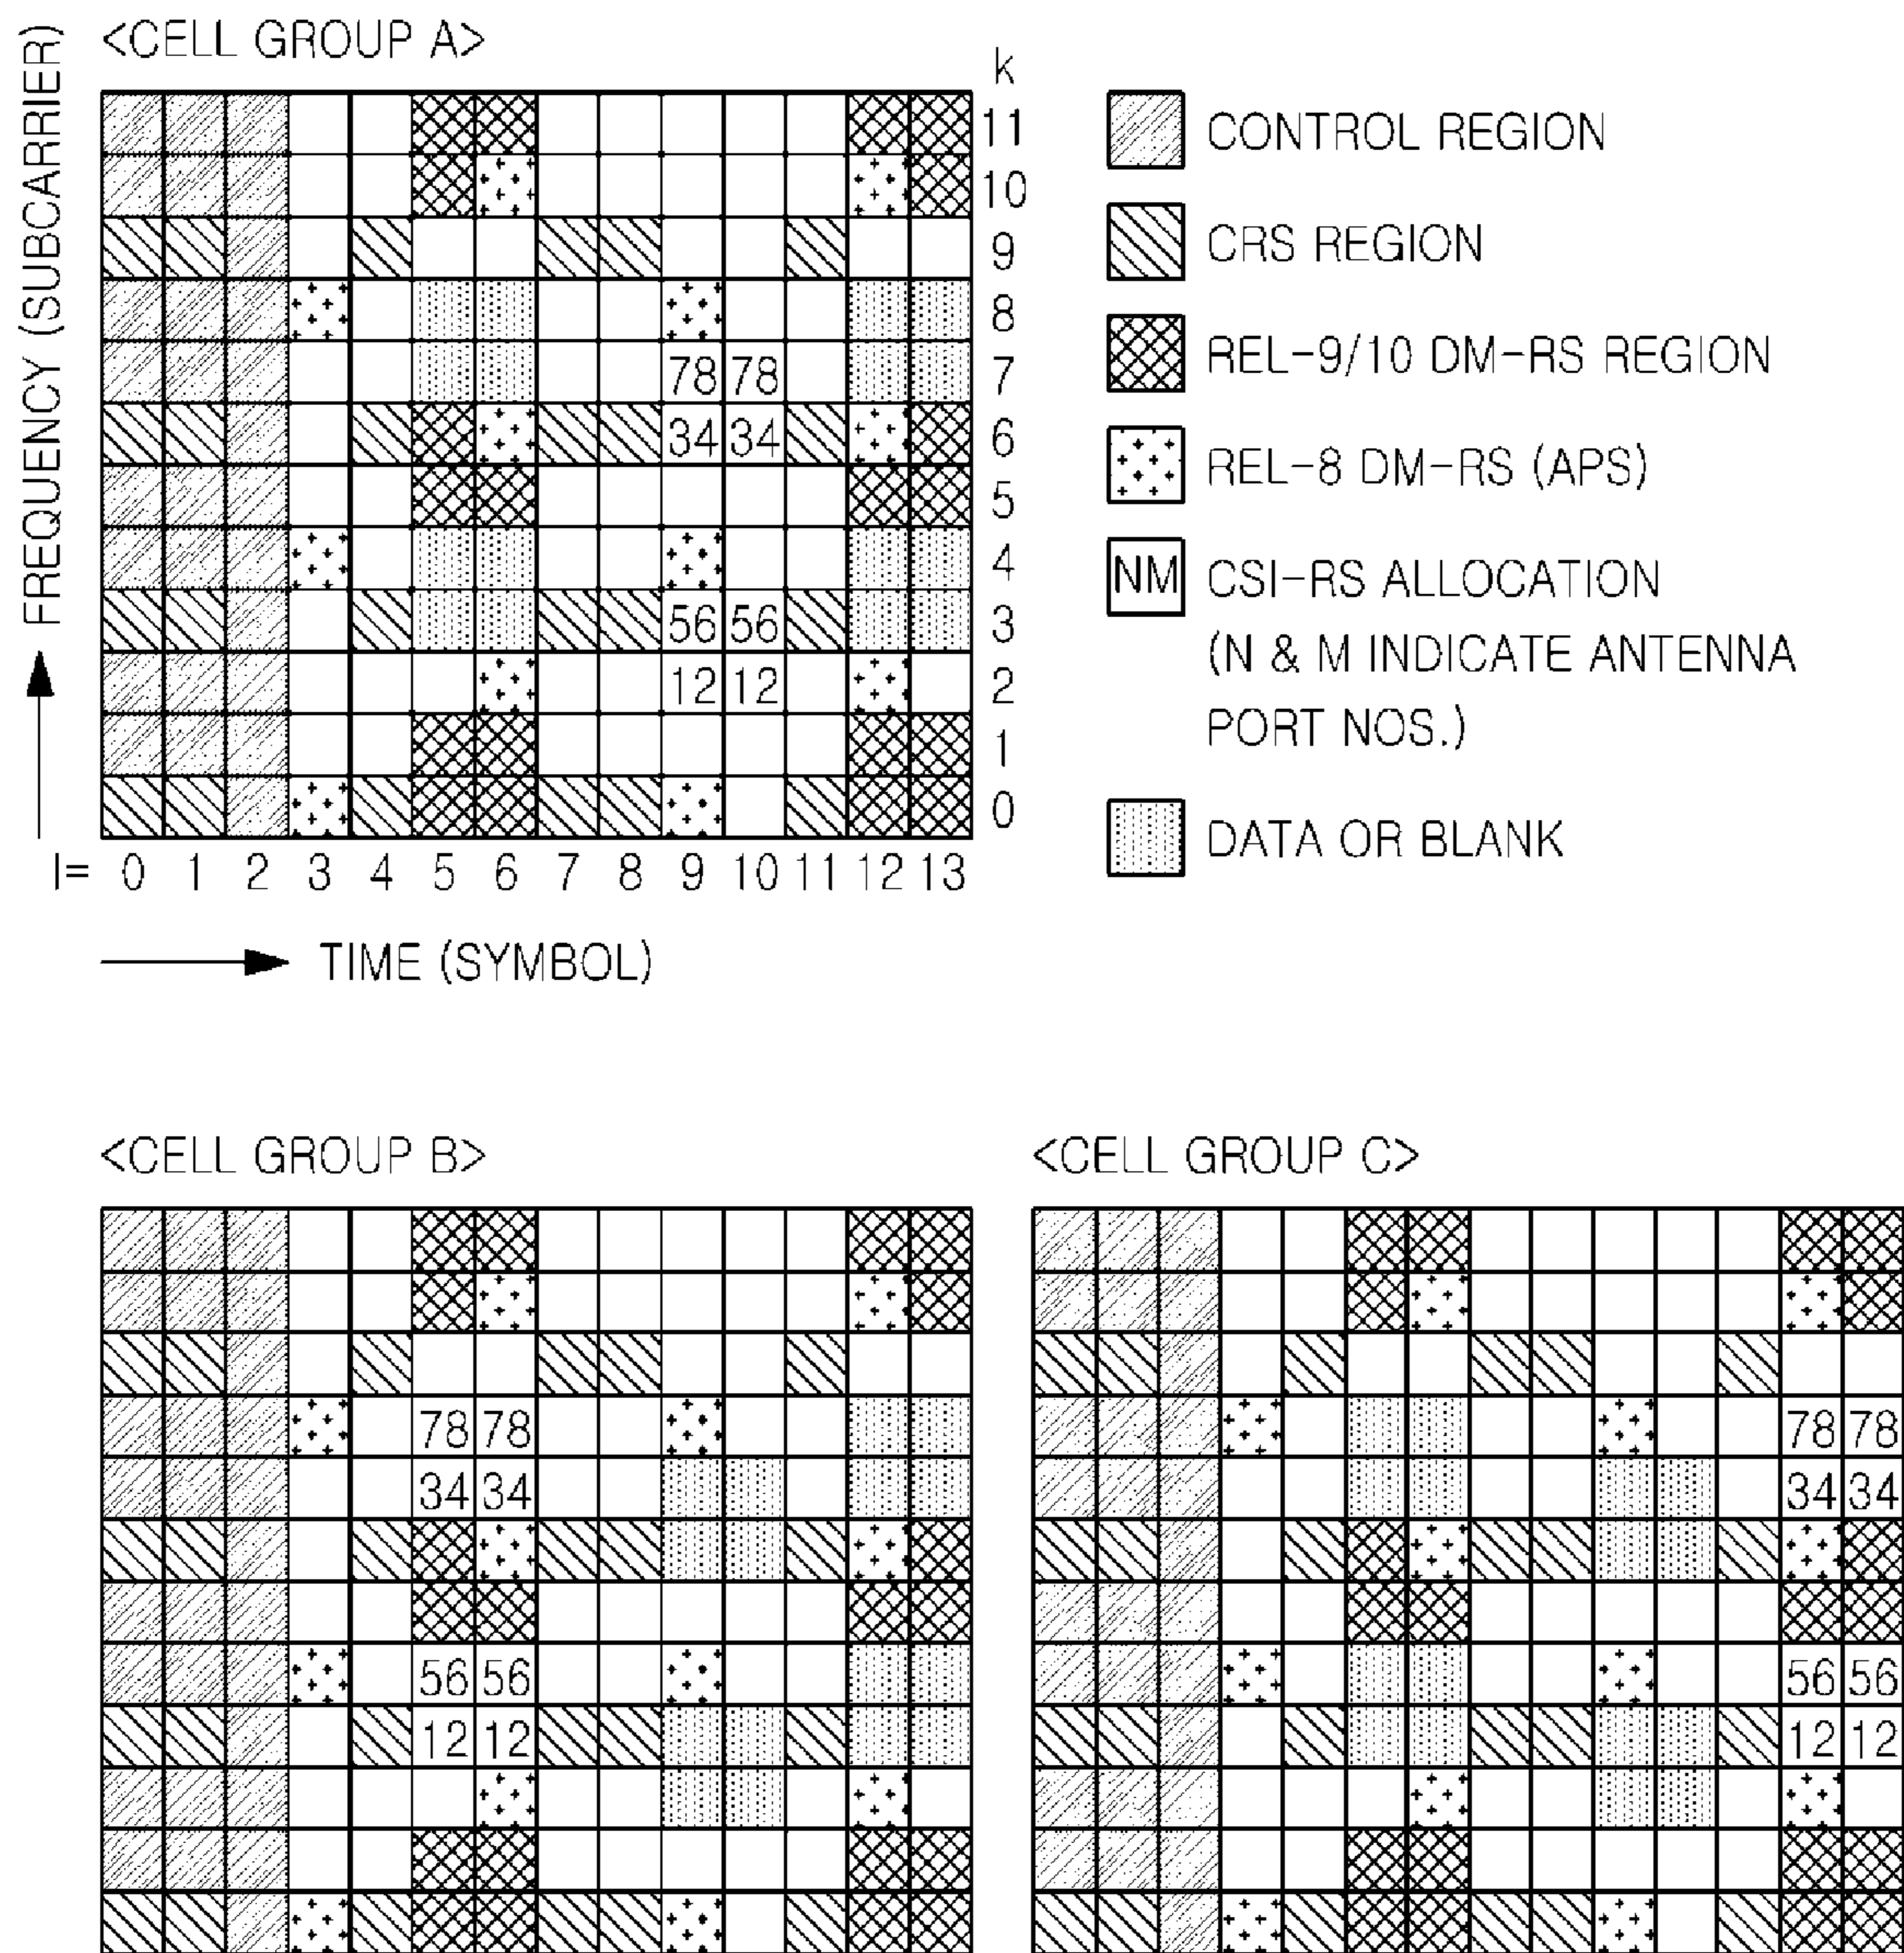 <CELL GROUP A>
FREQUENCY (SUBCARRIER)
k
11
10
9
8
78 78 7
34 34 6
5
4
56 56 3
12 12 2
1
0
l= 0 1 2 3 4 5 6 7 8 9 10 11 12 13
TIME (SYMBOL)
CONTROL REGION
CRS REGION
REL-9/10 DM-RS REGION
REL-8 DM-RS (AP5)
NM CSI-RS ALLOCATION
(N & M INDICATE ANTENNA
PORT NOS.)
DATA OR BLANK
<CELL GROUP B>
78 78
34 34
56 56
12 12
<CELL GROUP C>
78 78
34 34
56 56
12 12